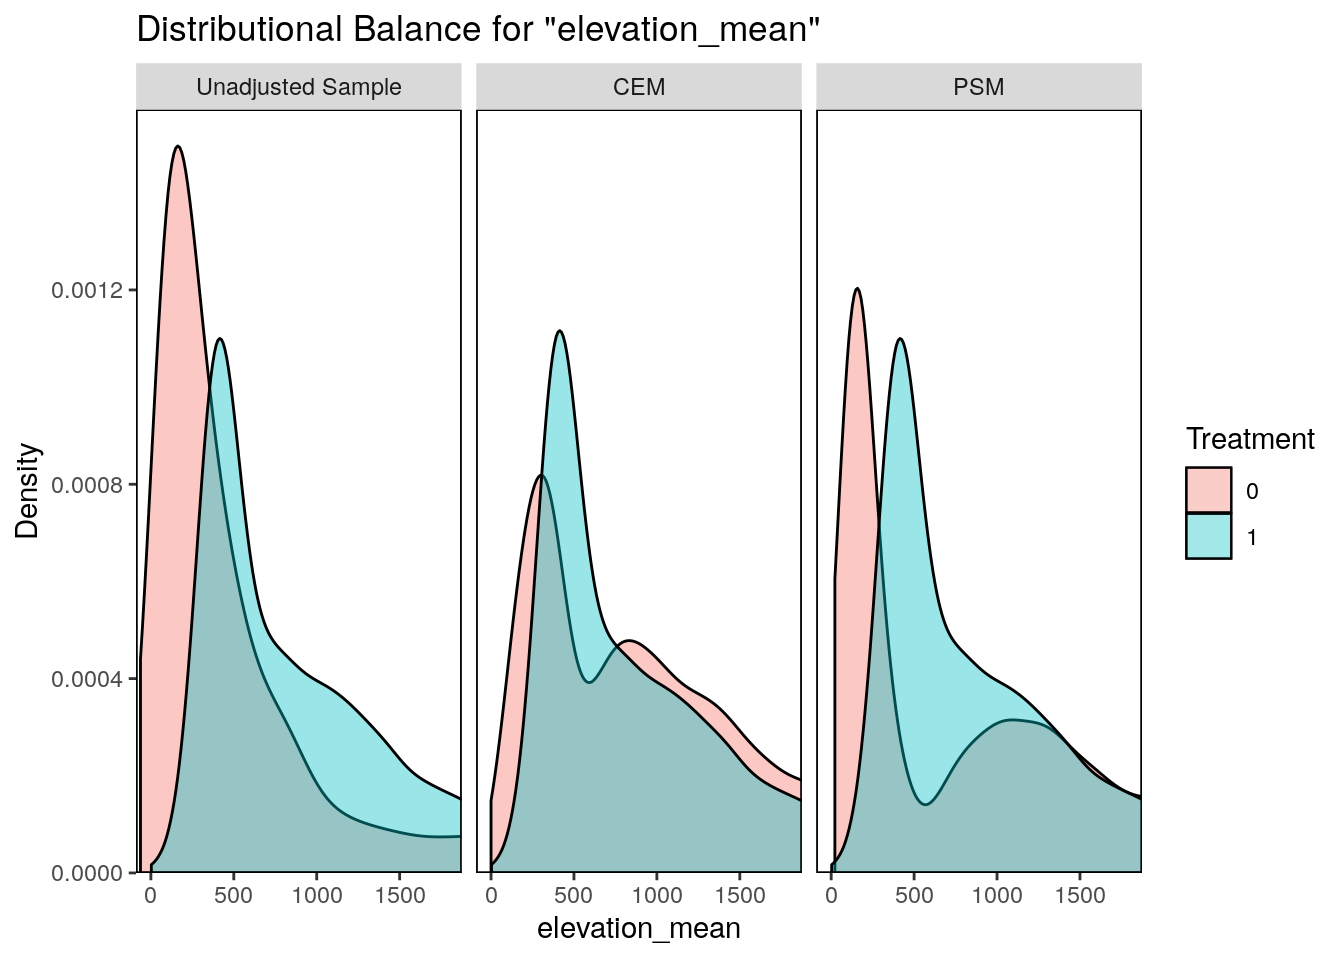 Distributional Balance for "elevation_mean"
Unadjusted Sample
CEM
PSM
Density
0.0012
0.0008
0.0004
0.0000
0 500 1000 1500
0 500 1000 1500
0 500 1000 1500
elevation_mean
Treatment
0
1